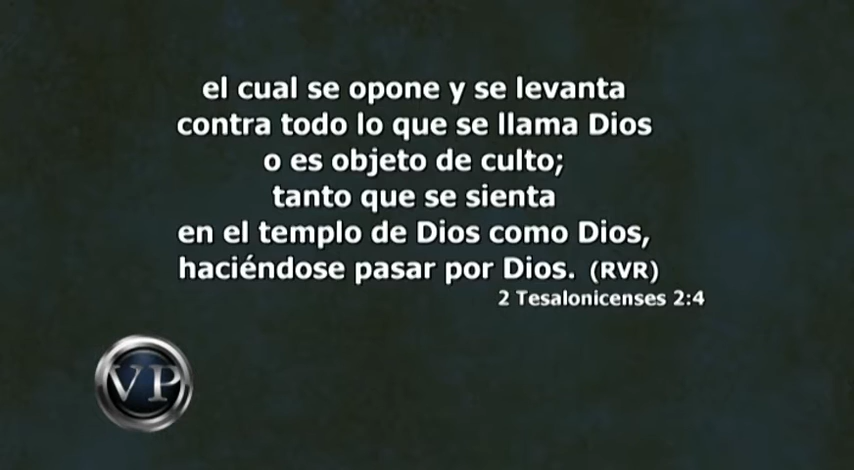 el cual se opone y se levanta
contra todo lo que se llama Dios
o es objeto de culto;
tanto que se sienta
en el templo de Dios como Dios,
haciéndose pasar por Dios. (RVR)
2 Tesalonicenses 2:4
VP